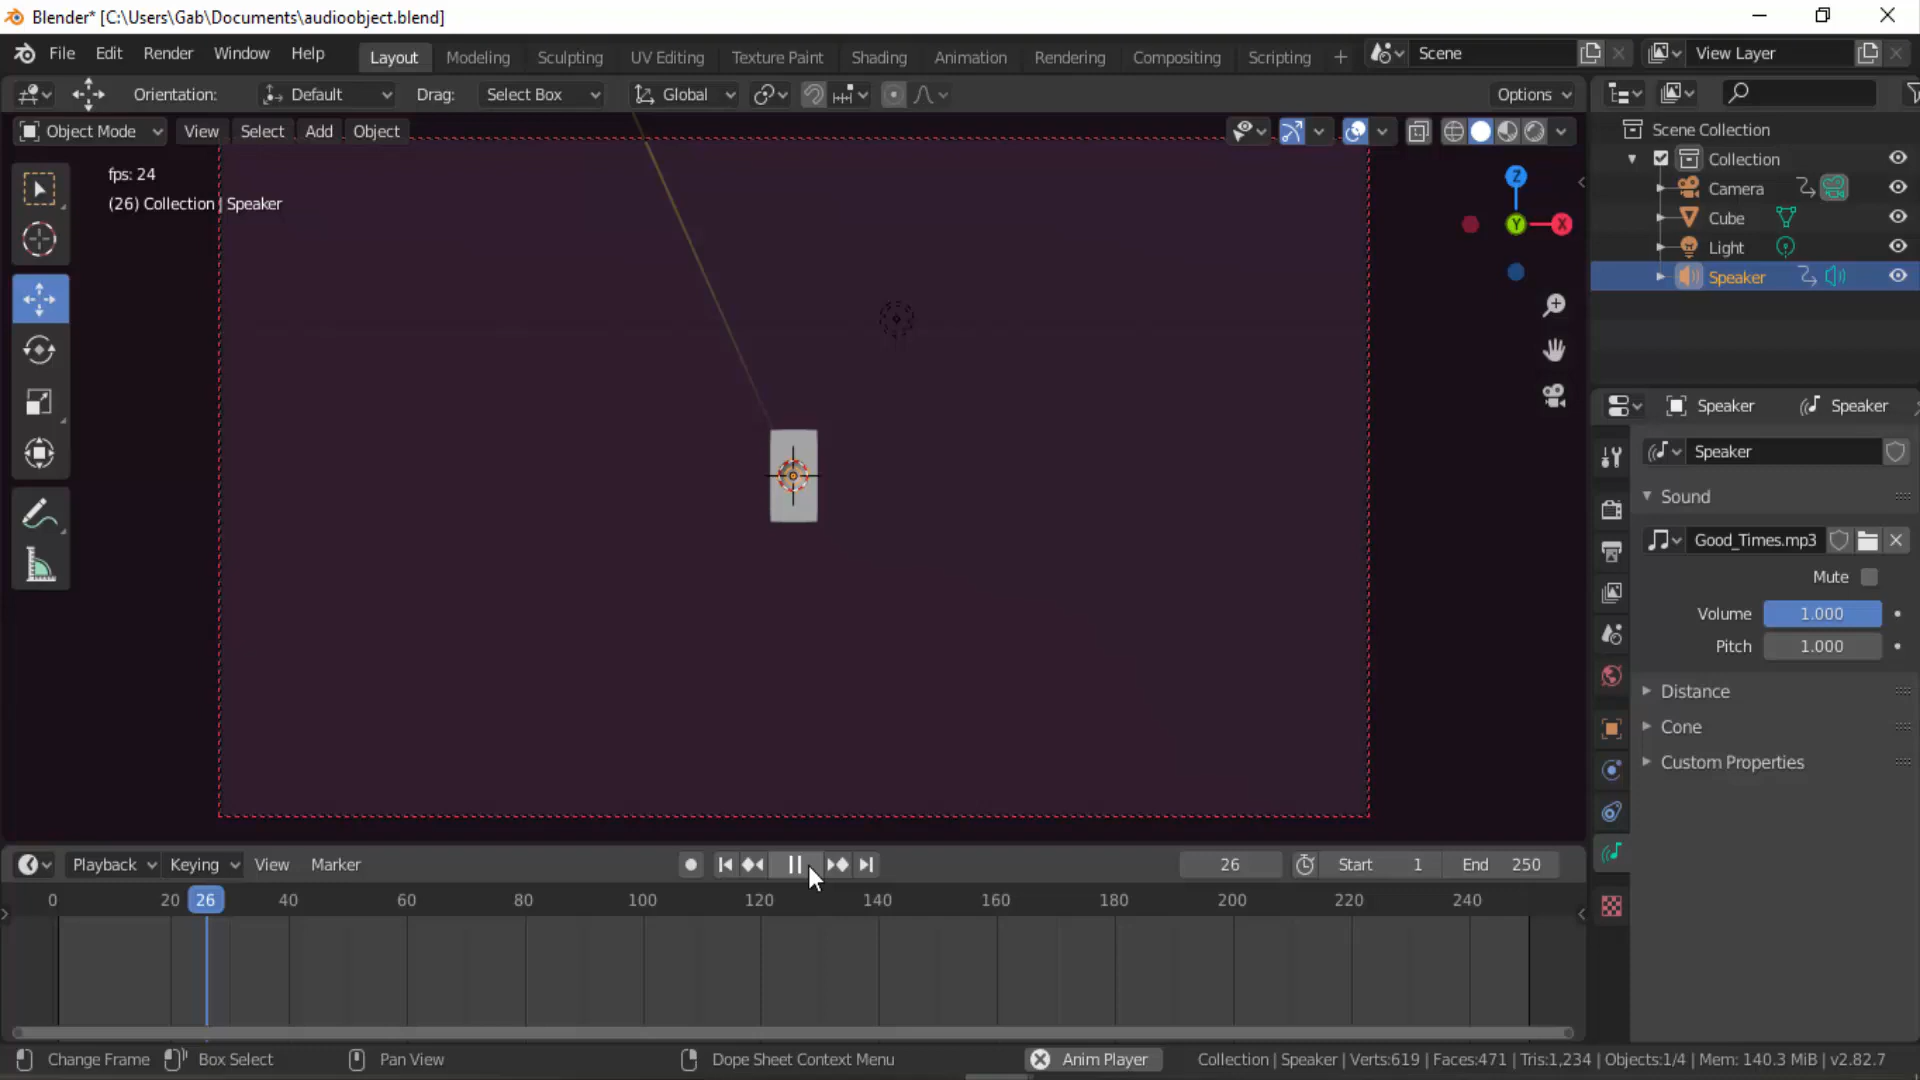 Blender* [C:\Users\Gab\Documents\audioobject.blend]
File Edit Render Window Help Layout Modeling Sculpting UV Editing Texture Paint Shading Animation Rendering Compositing Scripting + Scene View Layer
Orientation: Default Drag: Select Box Global Options
Object Mode View Select Add Object
fps: 24
(26) Collection | Speaker
Z
Y
X
Scene Collection
Collection
Camera
Cube
Light
Speaker
Speaker Speaker
Speaker
Sound
Good_Times.mp3
Mute
Volume 1.000
Pitch 1.000
Distance
Cone
Custom Properties
Playback Keying View Marker 26 Start 1 End 250
0 20 26 40 60 80 100 120 140 160 180 200 220 240
Change Frame Box Select Pan View Dope Sheet Context Menu Anim Player Collection | Speaker | Verts:619 | Faces:471 | Tris:1,234 | Objects:1/4 | Mem: 140.3 MiB | v2.82.7